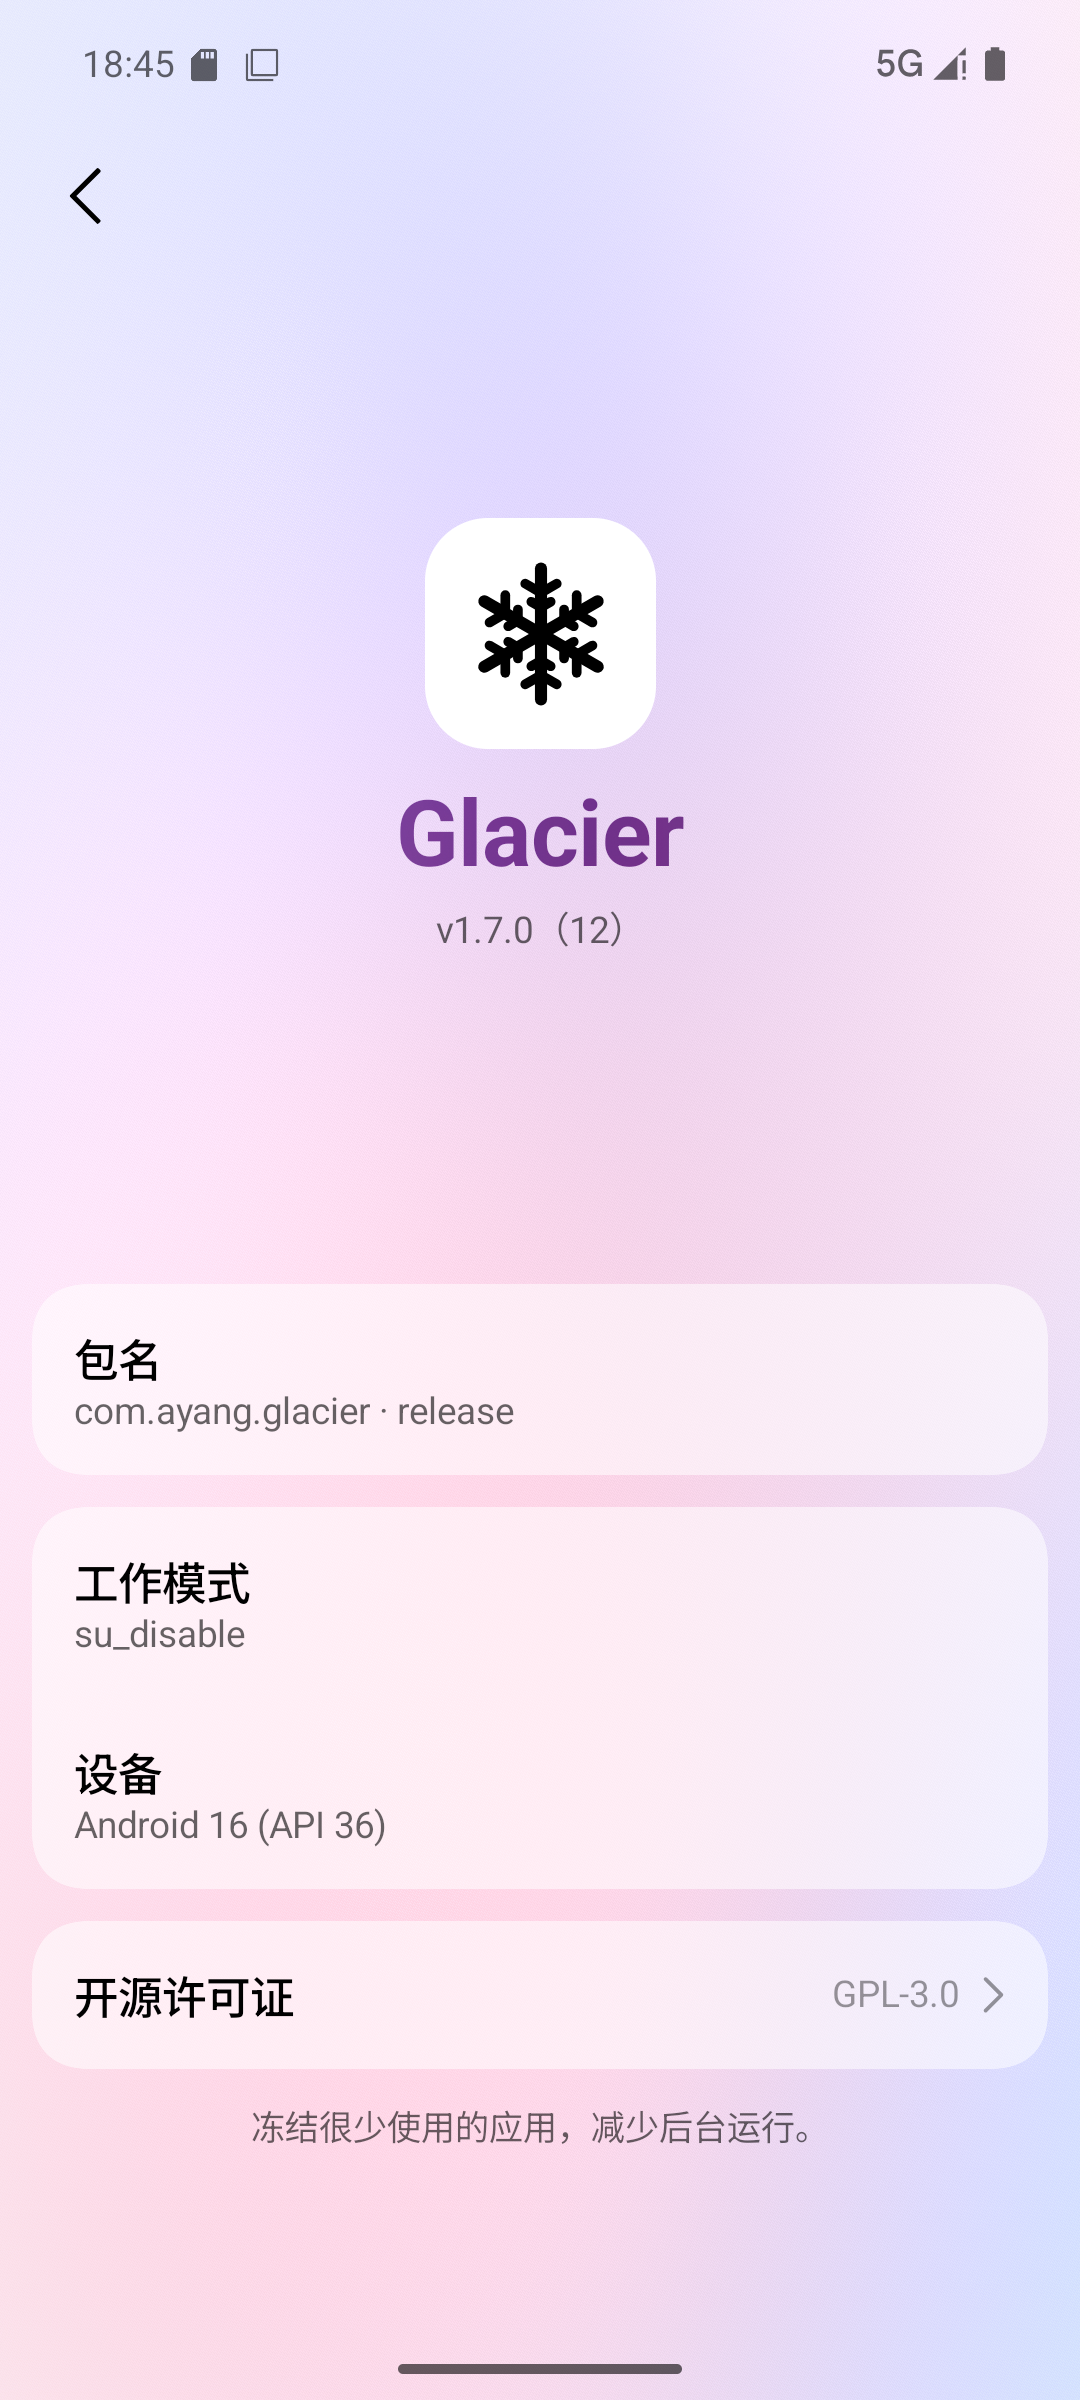 18:45
5G
Glacier
v1.7.0（12）
包名
com.ayang.glacier · release
工作模式
su_disable
设备
Android 16 (API 36)
开源许可证
GPL-3.0
冻结很少使用的应用，减少后台运行。